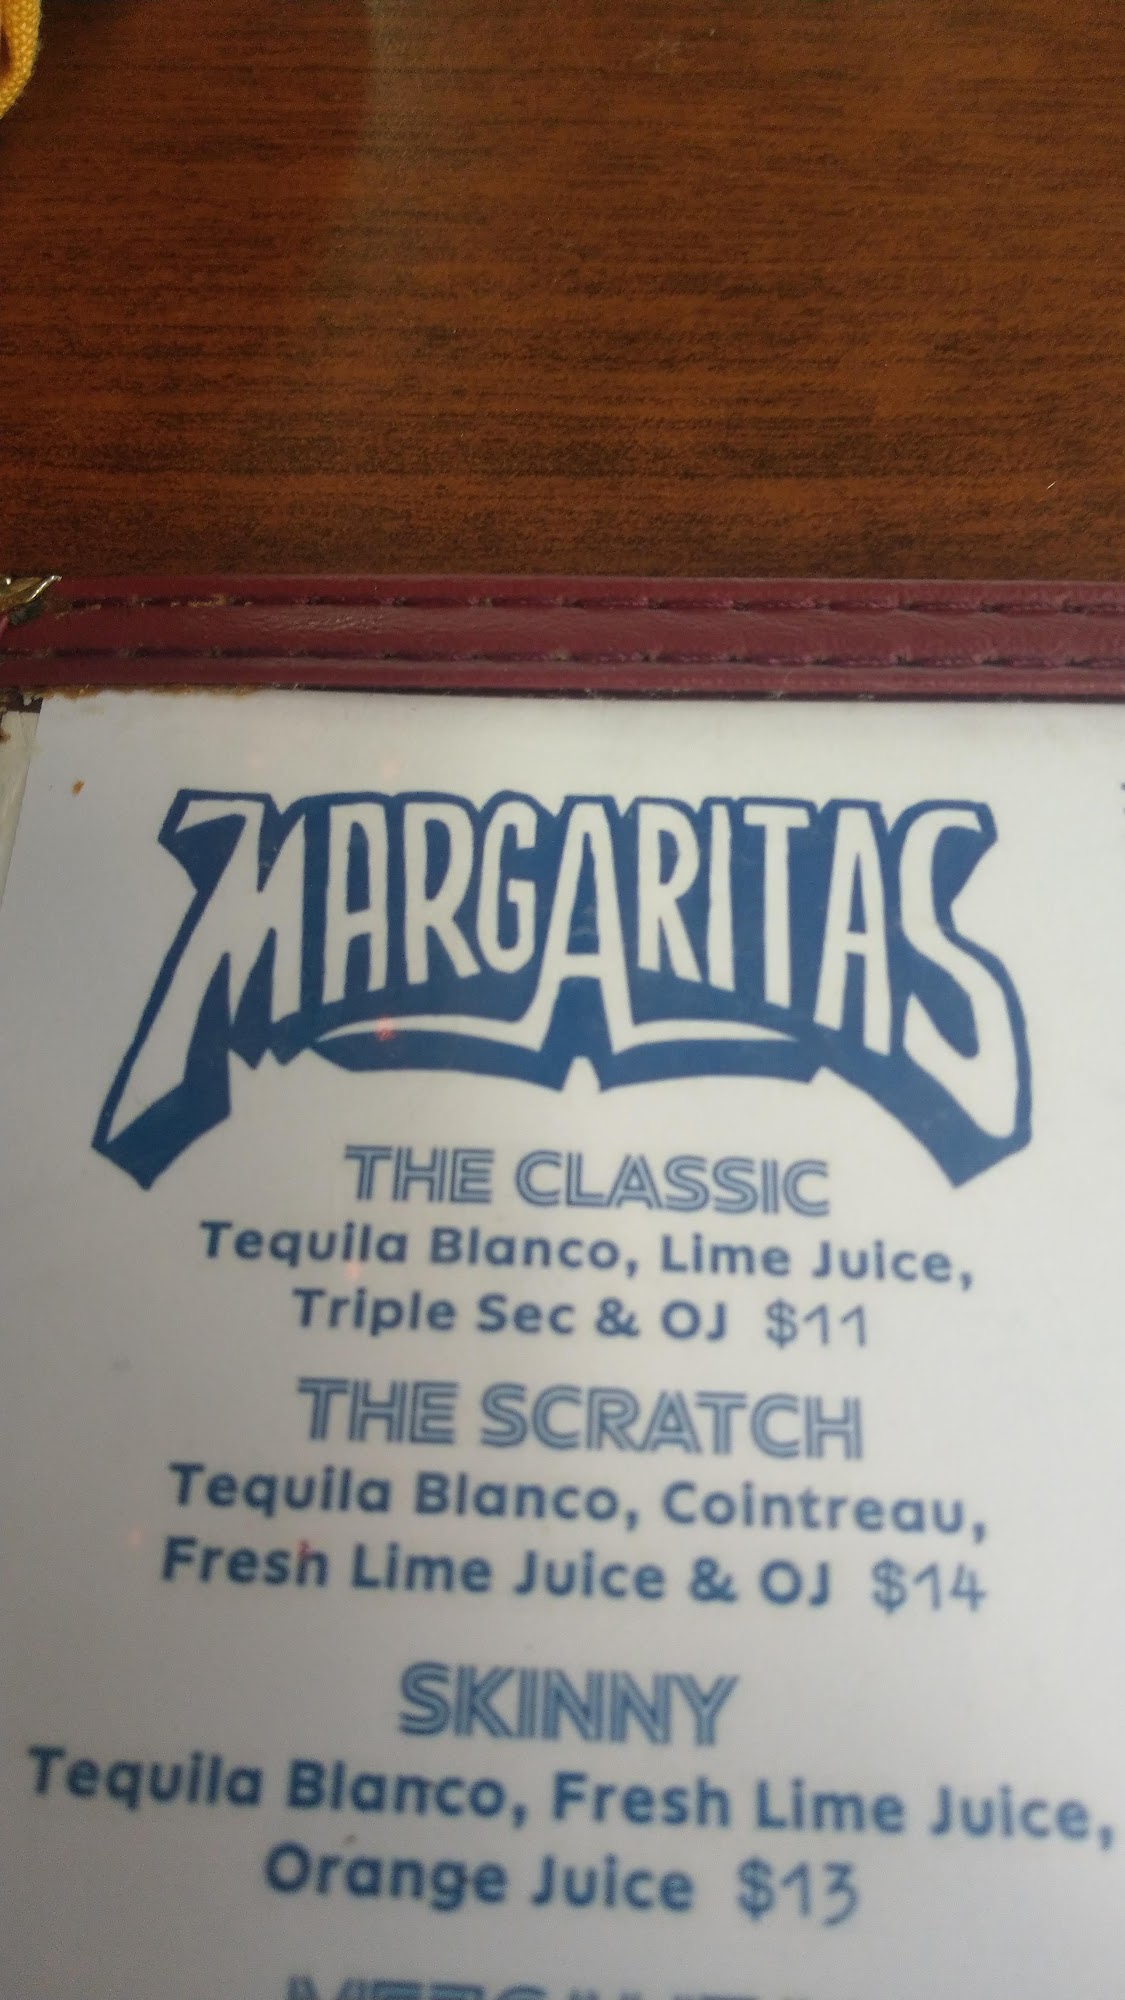 MARGARITAS
THE CLASSIC
Tequila Blanco, Lime Juice,
Triple Sec & OJ $11
THE SCRATCH
Tequila Blanco, Cointreau,
Fresh Lime Juice & OJ $14
SKINNY
Tequila Blanco, Fresh Lime Juice,
Orange Juice $13